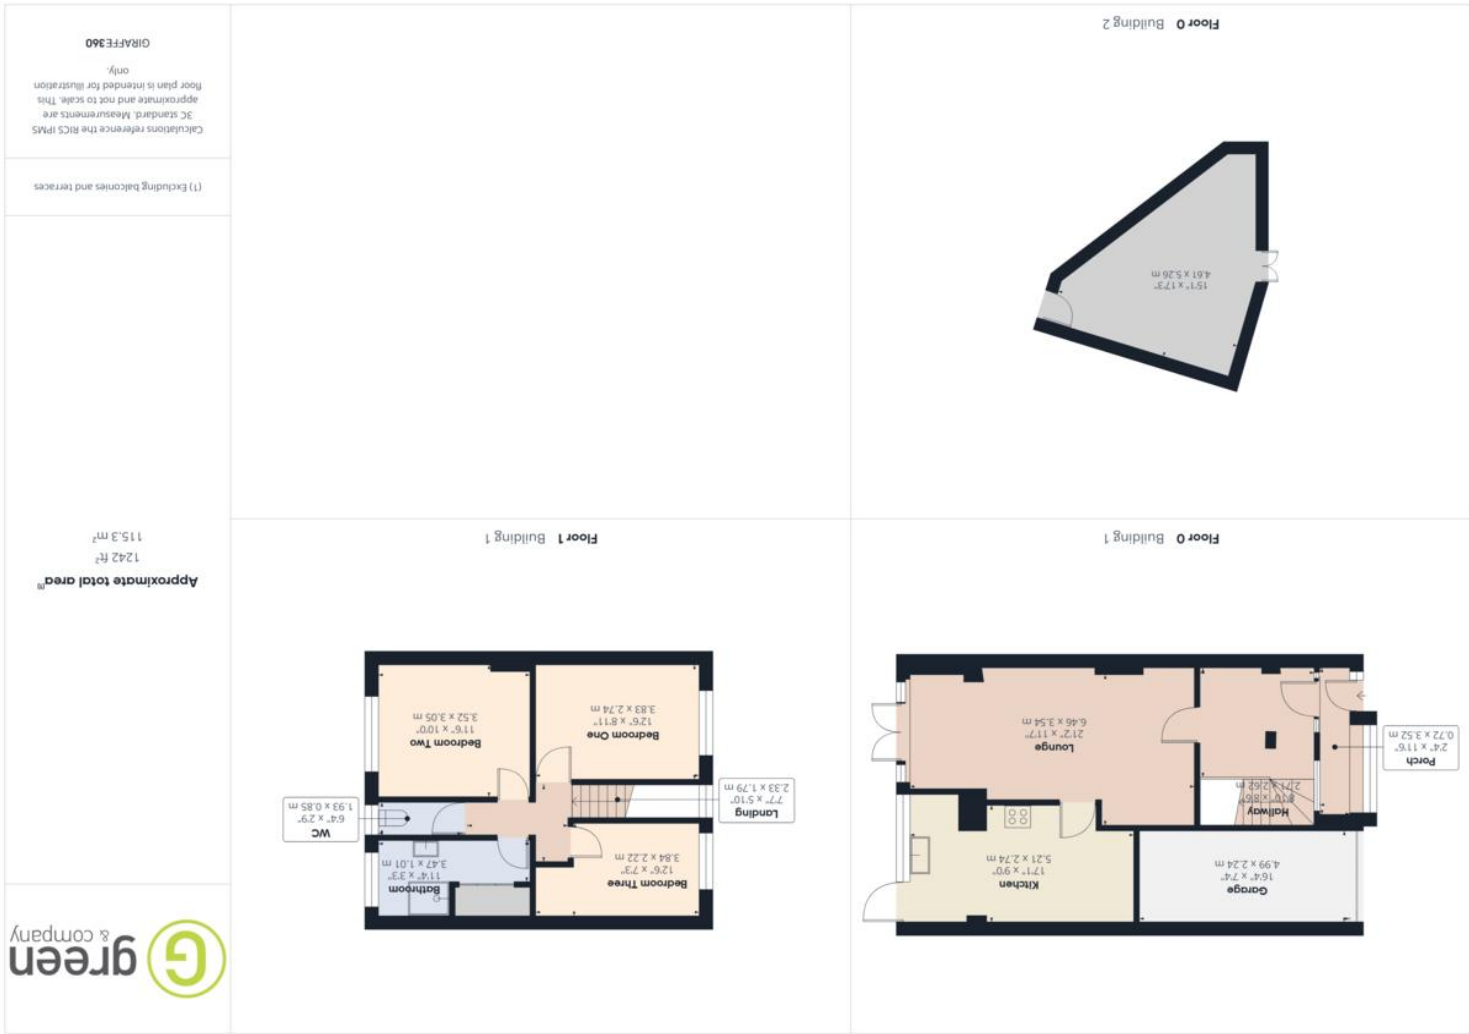 Garage
16'4" x 7'4"
4.99 x 2.24 m
Kitchen
17'1" x 9'0"
5.21 x 2.74 m
Hallway
8'10" x 8'6"
2.71 x 2.62 m
Porch
2'4" x 11'6"
0.72 x 3.52 m
Lounge
21'2" x 11'7"
6.46 x 3.54 m
Floor 0 Building 1
Bedroom Three
12'6" x 7'3"
3.84 x 2.22 m
Bathroom
11'4" x 3'3"
3.47 x 1.01 m
Landing
7'7" x 5'10"
2.33 x 1.79 m
WC
6'4" x 2'9"
1.93 x 0.85 m
Bedroom One
12'6" x 8'11"
3.83 x 2.74 m
Bedroom Two
11'6" x 10'0"
3.52 x 3.05 m
Floor 1 Building 1
15'1" x 17'3"
4.61 x 5.26 m
Floor 0 Building 2
G green
& company
Approximate total area(1)
1242 ft²
115.3 m²
(1) Excluding balconies and terraces
Calculations reference the RICS IPMS
3C standard. Measurements are
approximate and not to scale. This
floor plan is intended for illustration
only.
GIRAFFE360